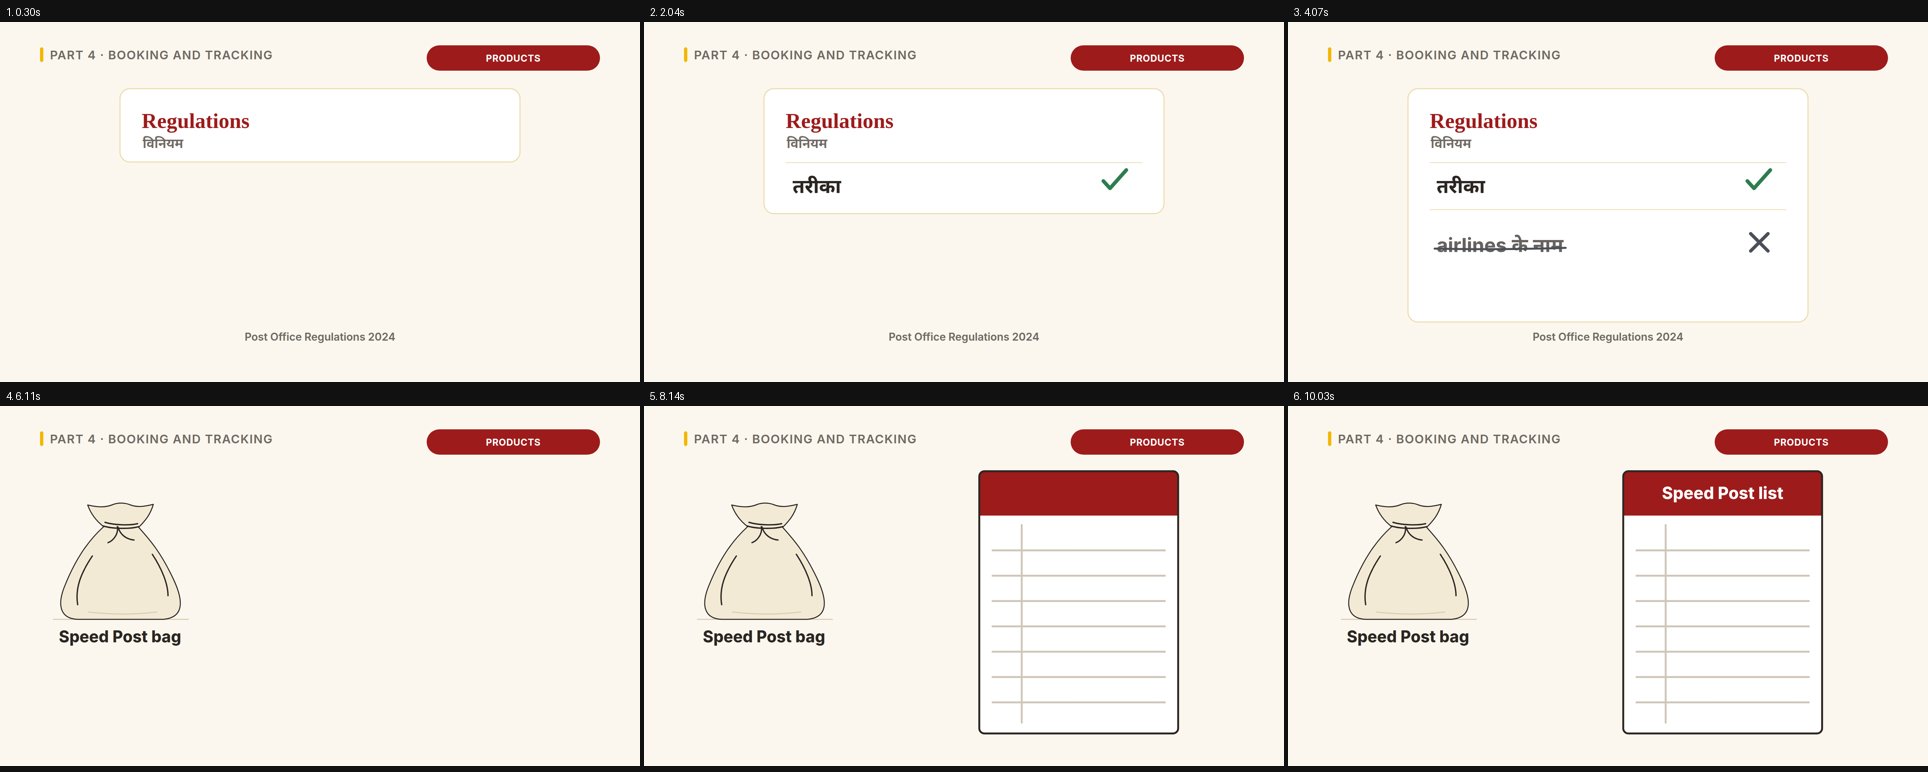 1. 0.30s
PART 4 · BOOKING AND TRACKING
PRODUCTS
Regulations
विनियम
Post Office Regulations 2024
2. 2.04s
PART 4 · BOOKING AND TRACKING
PRODUCTS
Regulations
विनियम
तरीका
Post Office Regulations 2024
3. 4.07s
PART 4 · BOOKING AND TRACKING
PRODUCTS
Regulations
विनियम
तरीका
airlines के नाम
Post Office Regulations 2024
4. 6.11s
PART 4 · BOOKING AND TRACKING
PRODUCTS
Speed Post bag
5. 8.14s
PART 4 · BOOKING AND TRACKING
PRODUCTS
Speed Post bag
6. 10.03s
PART 4 · BOOKING AND TRACKING
PRODUCTS
Speed Post list
Speed Post bag